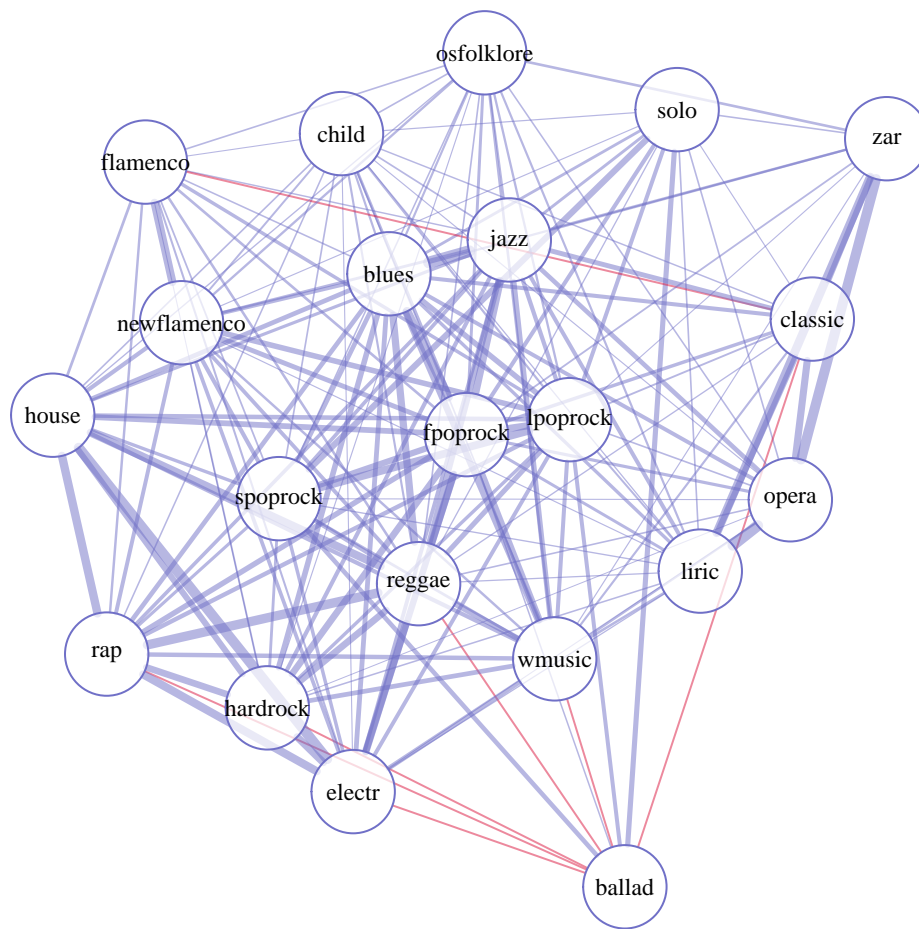 osfolklore
solo
child
zar
flamenco
jazz
blues
newflamenco
classic
house
lpoprock
fpoprock
spoprock
opera
liric
reggae
rap
wmusic
hardrock
electr
ballad